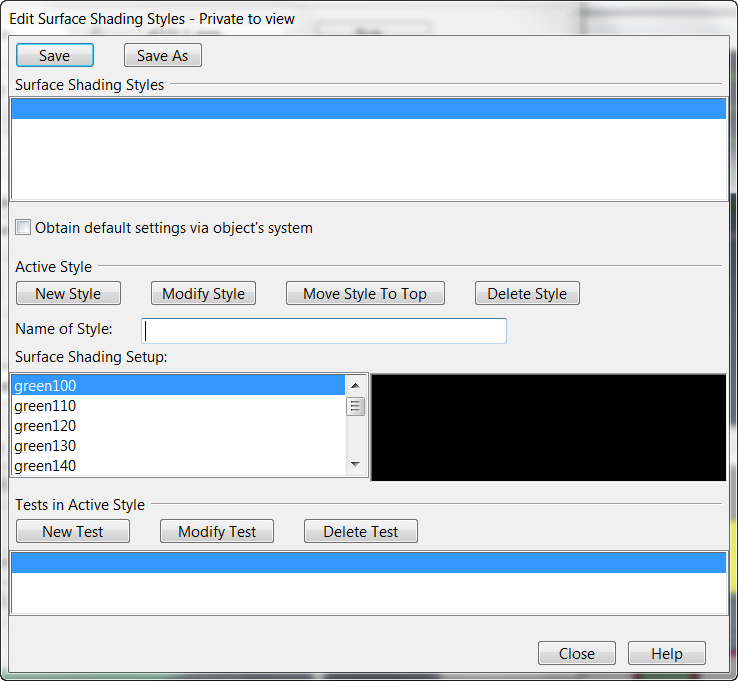 Edit Surface Shading Styles - Private to view
Save Save As
Surface Shading Styles
Obtain default settings via object's system
Active Style
New Style Modify Style Move Style To Top Delete Style
Name of Style:
Surface Shading Setup:
green100
green110
green120
green130
green140
Tests in Active Style
New Test Modify Test Delete Test
Close Help